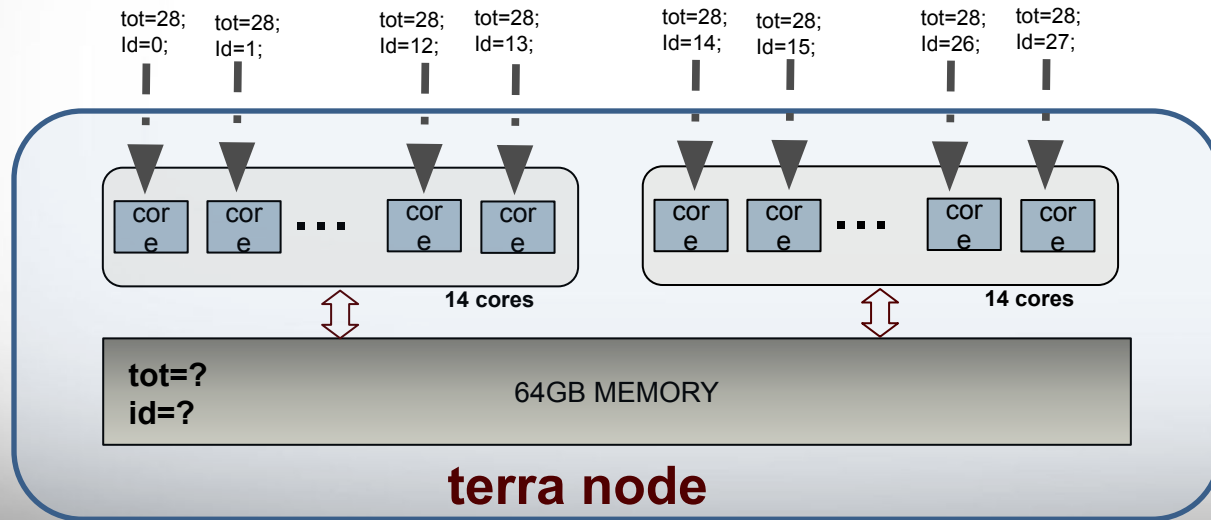 tot=28;
Id=0;
tot=28;
Id=1;
tot=28;
Id=12;
tot=28;
Id=13;
tot=28;
Id=14;
tot=28;
Id=15;
tot=28;
Id=26;
tot=28;
Id=27;
cor
e
cor
e
...
cor
e
cor
e
cor
e
cor
e
...
cor
e
cor
e
14 cores
14 cores
tot=?
id=?
64GB MEMORY
terra node